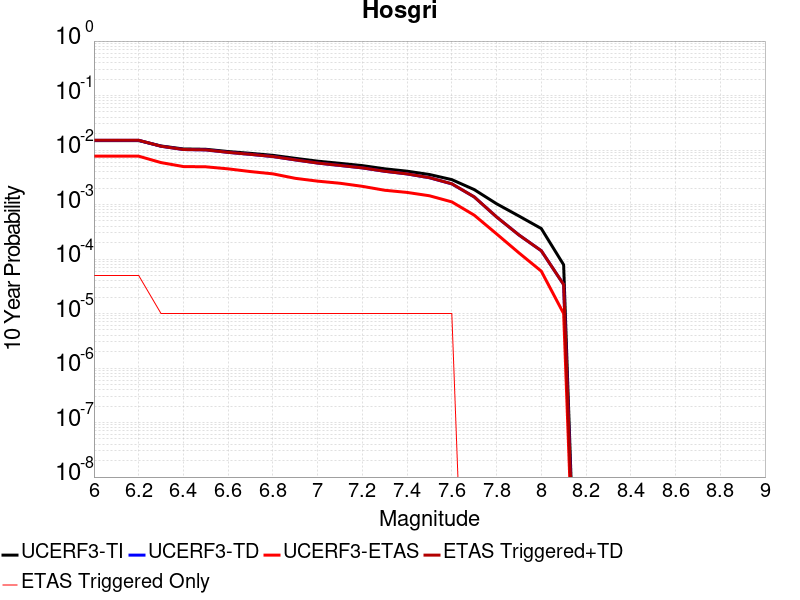 Hosgri
10^0
10^-1
10^-2
10^-3
10^-4
10^-5
10^-6
10^-7
10^-8
10 Year Probability
6 6.2 6.4 6.6 6.8 7 7.2 7.4 7.6 7.8 8 8.2 8.4 8.6 8.8 9
Magnitude
UCERF3-TI UCERF3-TD UCERF3-ETAS ETAS Triggered+TD
ETAS Triggered Only